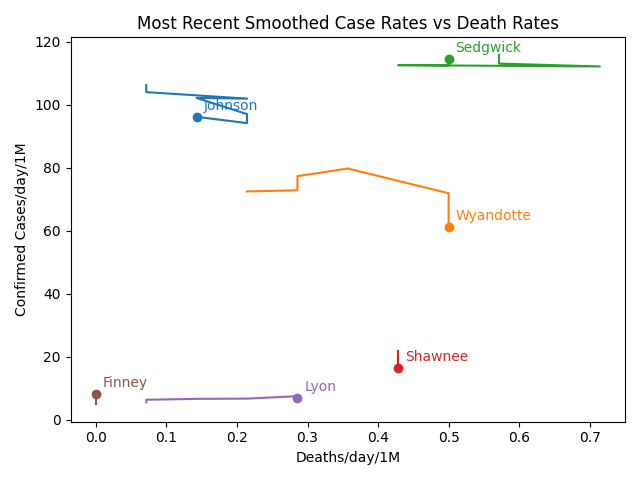 Most Recent Smoothed Case Rates vs Death Rates
Confirmed Cases/day/1M
120
100
80
60
40
20
0
Sedgwick
Johnson
Wyandotte
Shawnee
Finney
Lyon
0.0 0.1 0.2 0.3 0.4 0.5 0.6 0.7
Deaths/day/1M